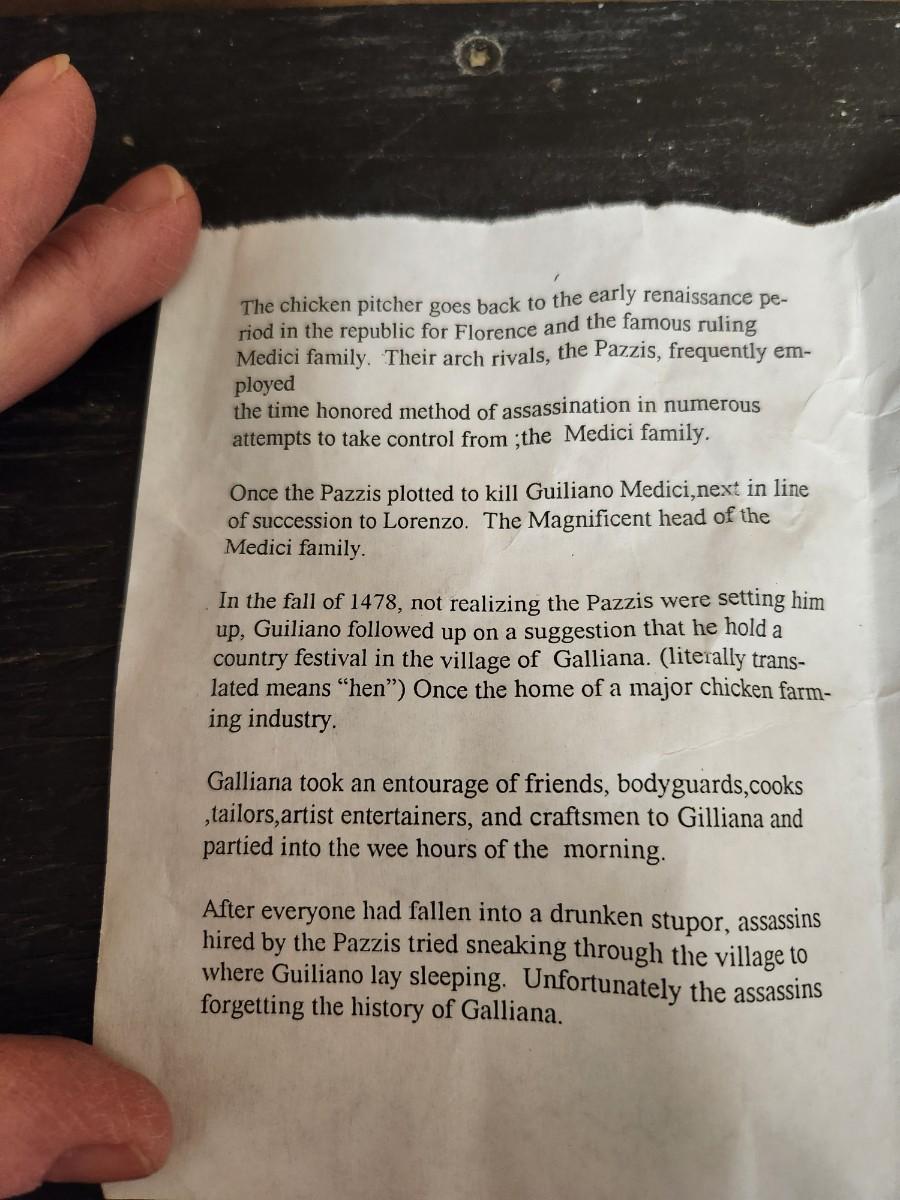 The chicken pitcher goes back to the early renaissance pe-
riod in the republic for Florence and the famous ruling
Medici family. Their arch rivals, the Pazzis, frequently em-
ployed
the time honored method of assassination in numerous
attempts to take control from ;the Medici family.
Once the Pazzis plotted to kill Guiliano Medici,next in line
of succession to Lorenzo. The Magnificent head of the
Medici family.
In the fall of 1478, not realizing the Pazzis were setting him
up, Guiliano followed up on a suggestion that he hold a
country festival in the village of Galliana. (literally trans-
lated means “hen”) Once the home of a major chicken farm-
ing industry.
Galliana took an entourage of friends, bodyguards,cooks
,tailors,artist entertainers, and craftsmen to Gilliana and
partied into the wee hours of the morning.
After everyone had fallen into a drunken stupor, assassins
hired by the Pazzis tried sneaking through the village to
where Guiliano lay sleeping. Unfortunately the assassins
forgetting the history of Galliana.